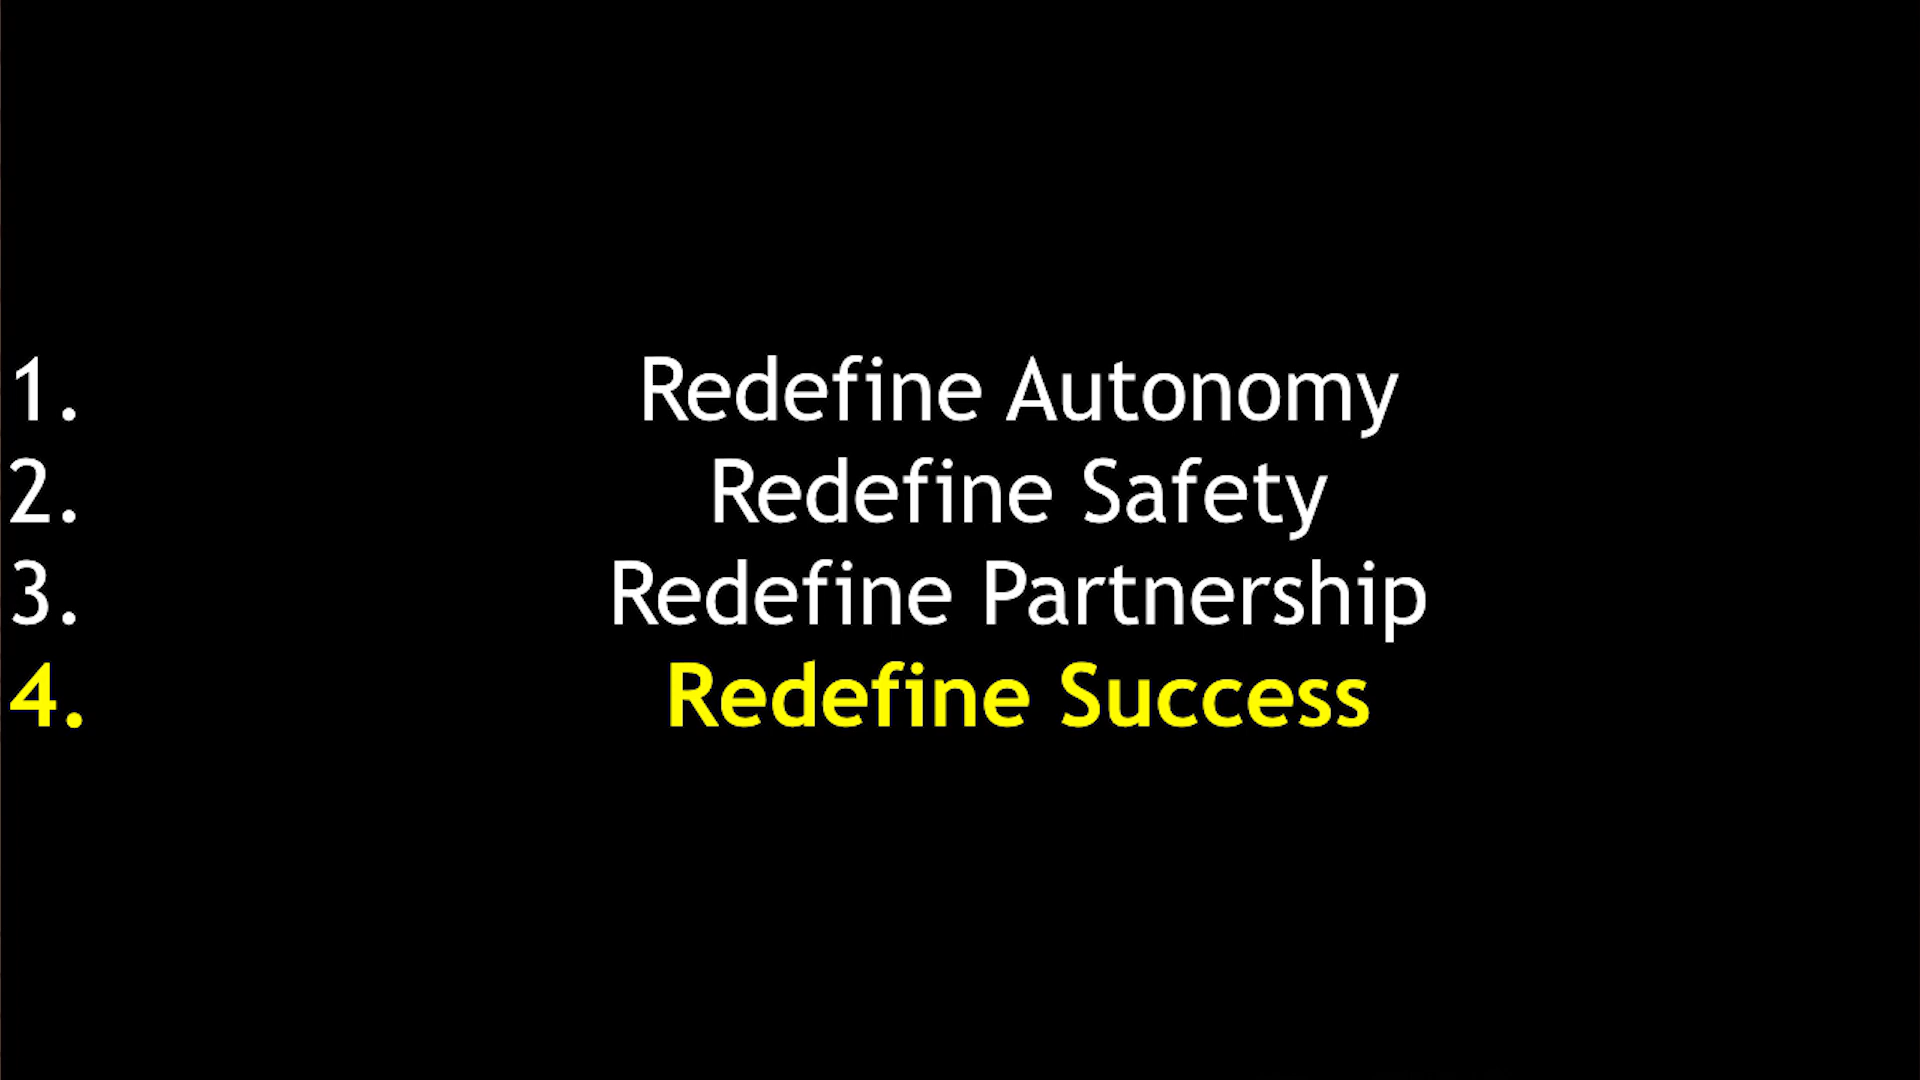 1. Redefine Autonomy
2. Redefine Safety
3. Redefine Partnership
4. Redefine Success